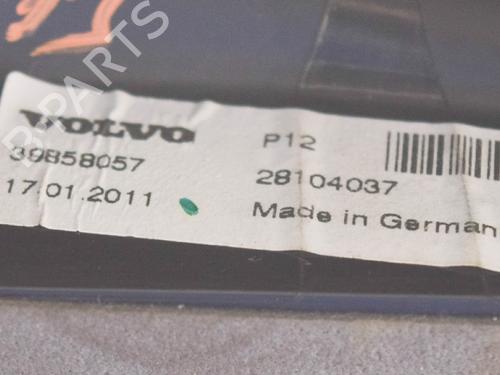 VOLVO
P12
39858057
28104037
17.01.2011
Made in German
B-PARTS